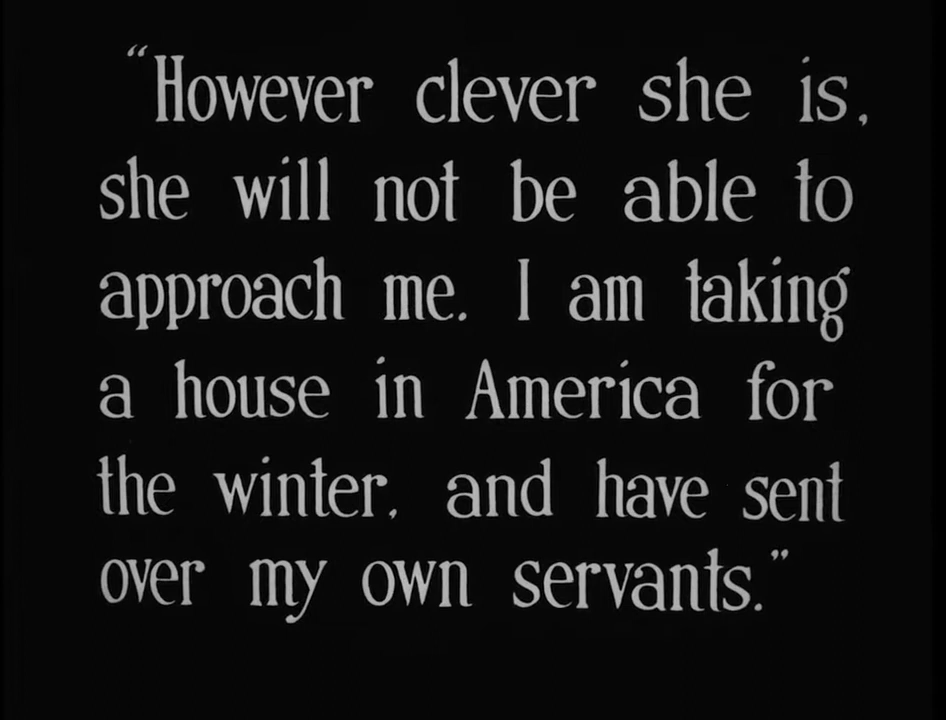 “However clever she is,
she will not be able to
approach me. I am taking
a house in America for
the winter, and have sent
over my own servants.”